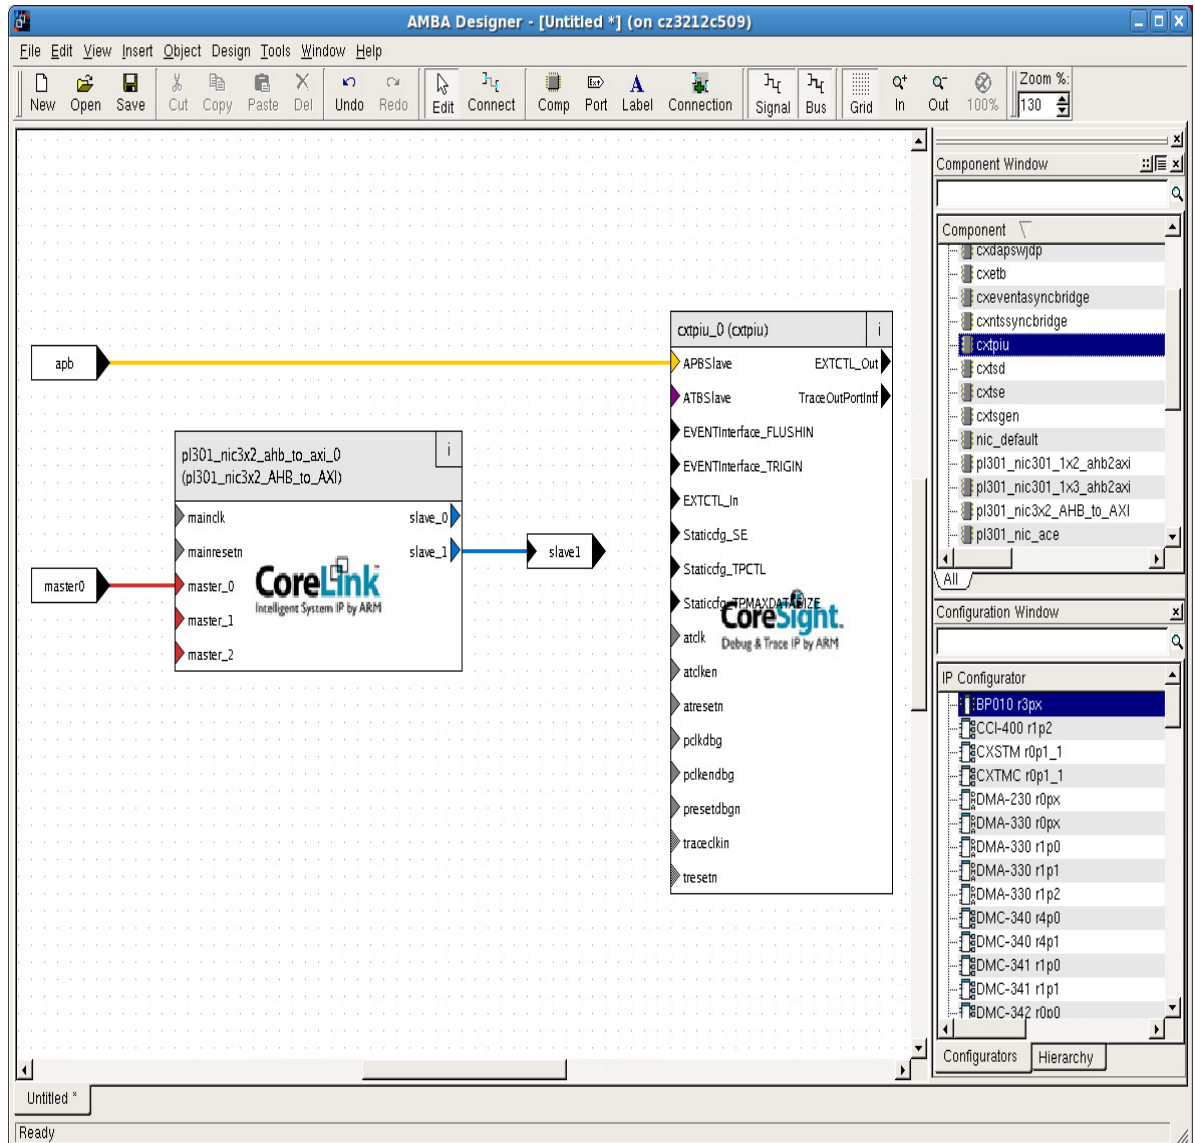 AMBA Designer - [Untitled *] (on cz3212c509)
File Edit View Insert Object Design Tools Window Help
New Open Save Cut Copy Paste Del Undo Redo Edit Connect Comp Port Label Connection Signal Bus Grid In Out 100% Zoom %: 130
Component Window
Component
cxdapswjdp
cxetb
cxeventasyncbridge
cxntssyncbridge
cxtpiu
cxtsd
cxtse
cxtsgen
nic_default
pl301_nic301_1x2_ahb2axi
pl301_nic301_1x3_ahb2axi
pl301_nic3x2_AHB_to_AXI
pl301_nic_ace
All
Configuration Window
IP Configurator
BP010 r3px
CCI-400 r1p2
CXSTM r0p1_1
CXTMC r0p1_1
DMA-230 r0px
DMA-330 r0px
DMA-330 r1p0
DMA-330 r1p1
DMA-330 r1p2
DMC-340 r4p0
DMC-340 r4p1
DMC-341 r1p0
DMC-341 r1p1
DMC-342 r0p0
Configurators Hierarchy
apb
master0
pl301_nic3x2_ahb_to_axi_0 i
(pl301_nic3x2_AHB_to_AXI)
mainclk slave_0
mainresetn slave_1
master_0
master_1
master_2
CoreLink
Intelligent System IP by ARM
slave1
cxtpiu_0 (cxtpiu) i
APBSlave EXTCTL_Out
ATBSlave TraceOutPortIntf
EVENTInterface_FLUSHIN
EVENTInterface_TRIGIN
EXTCTL_In
Staticcfg_SE
Staticcfg_TPCTL
Staticcfg_TPMAXDATASIZE
CoreSight.
Debug & Trace IP by ARM
atclk
atclken
atresetn
pclkdbg
pclkendbg
presetdbgn
traceclkin
tresetn
Untitled *
Ready